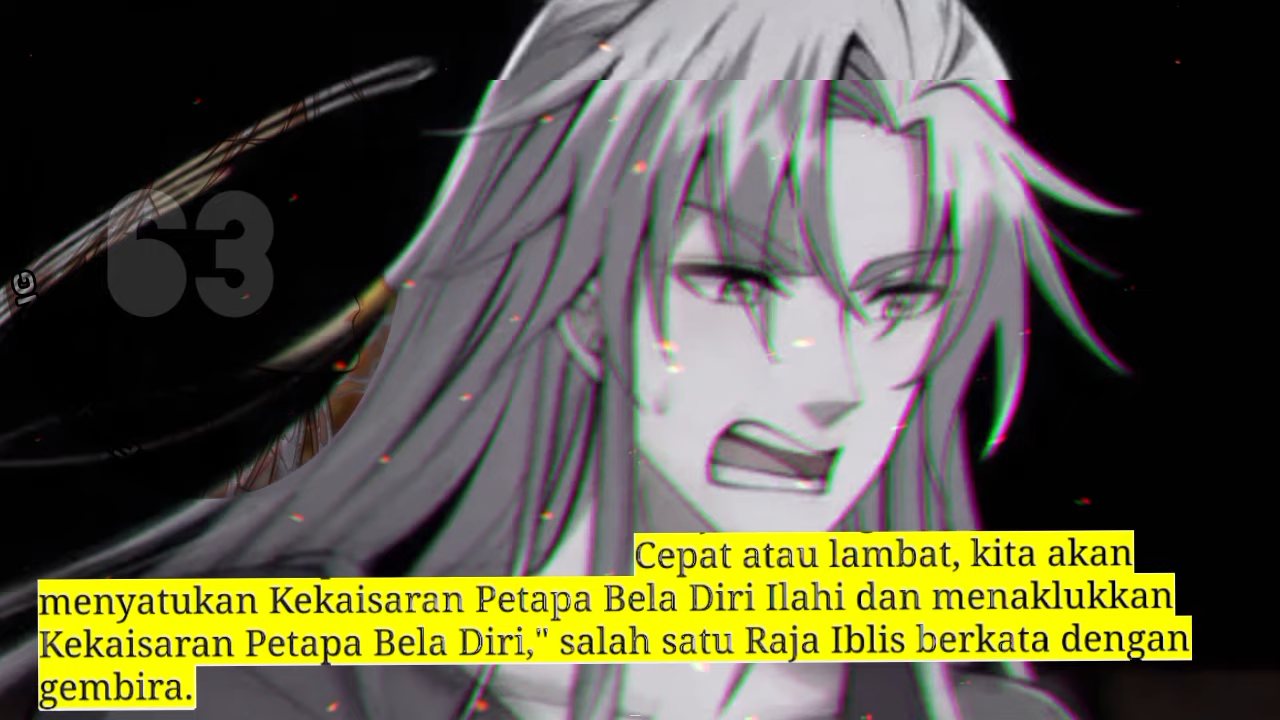 63
Cepat atau lambat, kita akan
menyatukan Kekaisaran Petapa Bela Diri Ilahi dan menaklukkan
Kekaisaran Petapa Bela Diri," salah satu Raja Iblis berkata dengan
gembira.